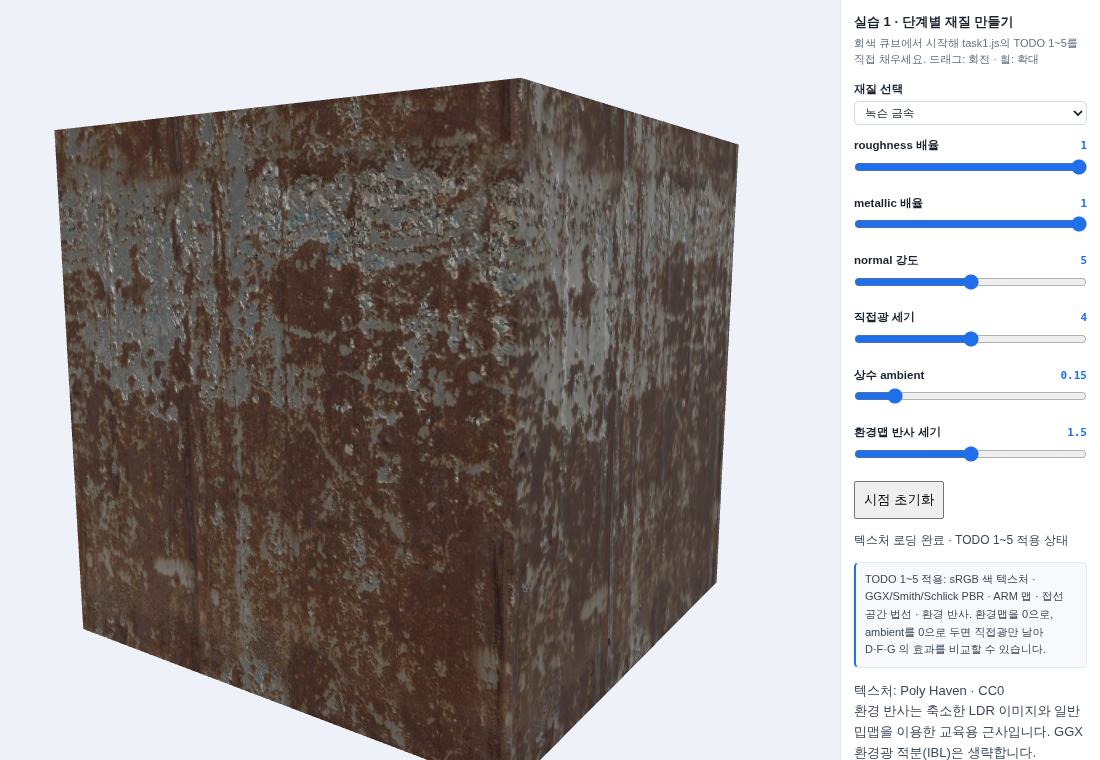 실습 1 · 단계별 재질 만들기
회색 큐브에서 시작해 task1.js의 TODO 1~5를
직접 채우세요. 드래그: 회전 · 휠: 확대
재질 선택
녹슨 금속
roughness 배율 1
metallic 배율 1
normal 강도 5
직접광 세기 4
상수 ambient 0.15
환경맵 반사 세기 1.5
시점 초기화
텍스처 로딩 완료 · TODO 1~5 적용 상태
TODO 1~5 적용: sRGB 색 텍스처 ·
GGX/Smith/Schlick PBR · ARM 맵 · 접선
공간 법선 · 환경 반사. 환경맵을 0으로,
ambient를 0으로 두면 직접광만 남아
D·F·G 의 효과를 비교할 수 있습니다.
텍스처: Poly Haven · CC0
환경 반사는 축소한 LDR 이미지와 일반
밉맵을 이용한 교육용 근사입니다. GGX
환경광 적분(IBL)은 생략합니다.